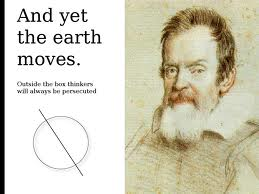 And yet
the earth
moves.
Outside the box thinkers
will always be persecuted